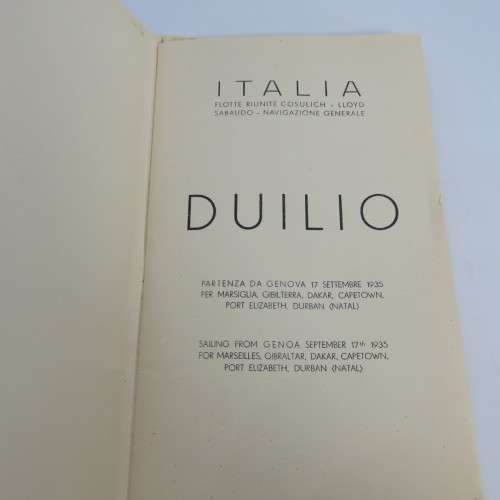 ITALIA
FLOTTE RIUNITE COSULICH - LLOYD
SABAUDO - NAVIGAZIONE GENERALE
DUILIO
PARTENZA DA GENOVA 17 SETTEMBRE 1935
PER MARSIGLIA, GIBILTERRA, DAKAR, CAPETOWN,
PORT ELIZABETH, DURBAN (NATAL)
SAILING FROM GENOA SEPTEMBER 17th 1935
FOR MARSEILLES, GIBRALTAR, DAKAR, CAPETOWN,
PORT ELIZABETH, DURBAN (NATAL)